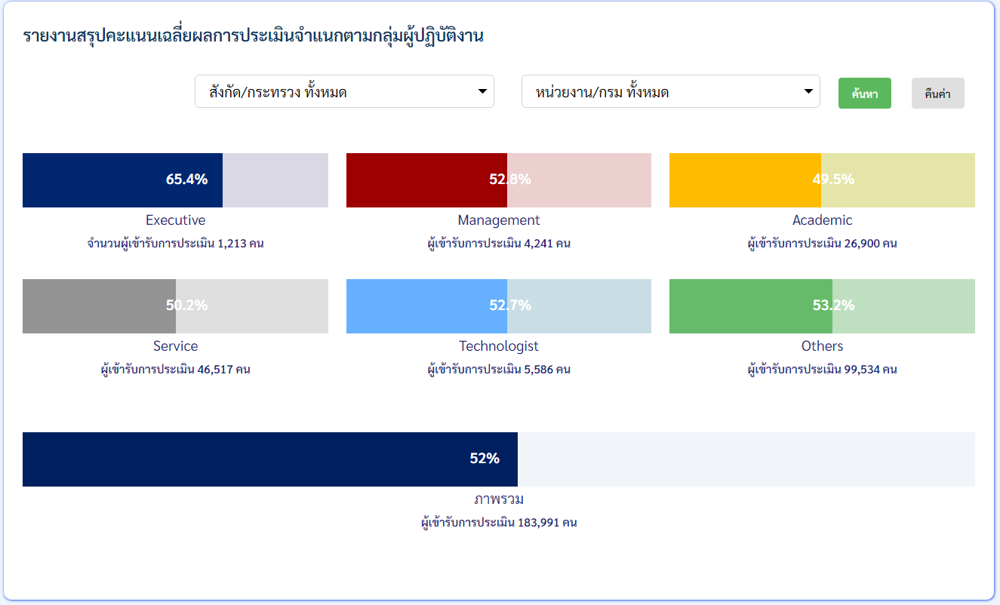 รายงานสรุปคะแนนเฉลี่ยผลการประเมินจำแนกตามกลุ่มผู้ปฏิบัติงาน
สังกัด/กระทรวง ทั้งหมด หน่วยงาน/กรม ทั้งหมด ค้นหา คืนค่า
65.4% 52.8% 49.5%
Executive Management Academic
จำนวนผู้เข้ารับการประเมิน 1,213 คน ผู้เข้ารับการประเมิน 4,241 คน ผู้เข้ารับการประเมิน 26,900 คน
50.2% 52.7% 53.2%
Service Technologist Others
ผู้เข้ารับการประเมิน 46,517 คน ผู้เข้ารับการประเมิน 5,586 คน ผู้เข้ารับการประเมิน 99,534 คน
52%
ภาพรวม
ผู้เข้ารับการประเมิน 183,991 คน